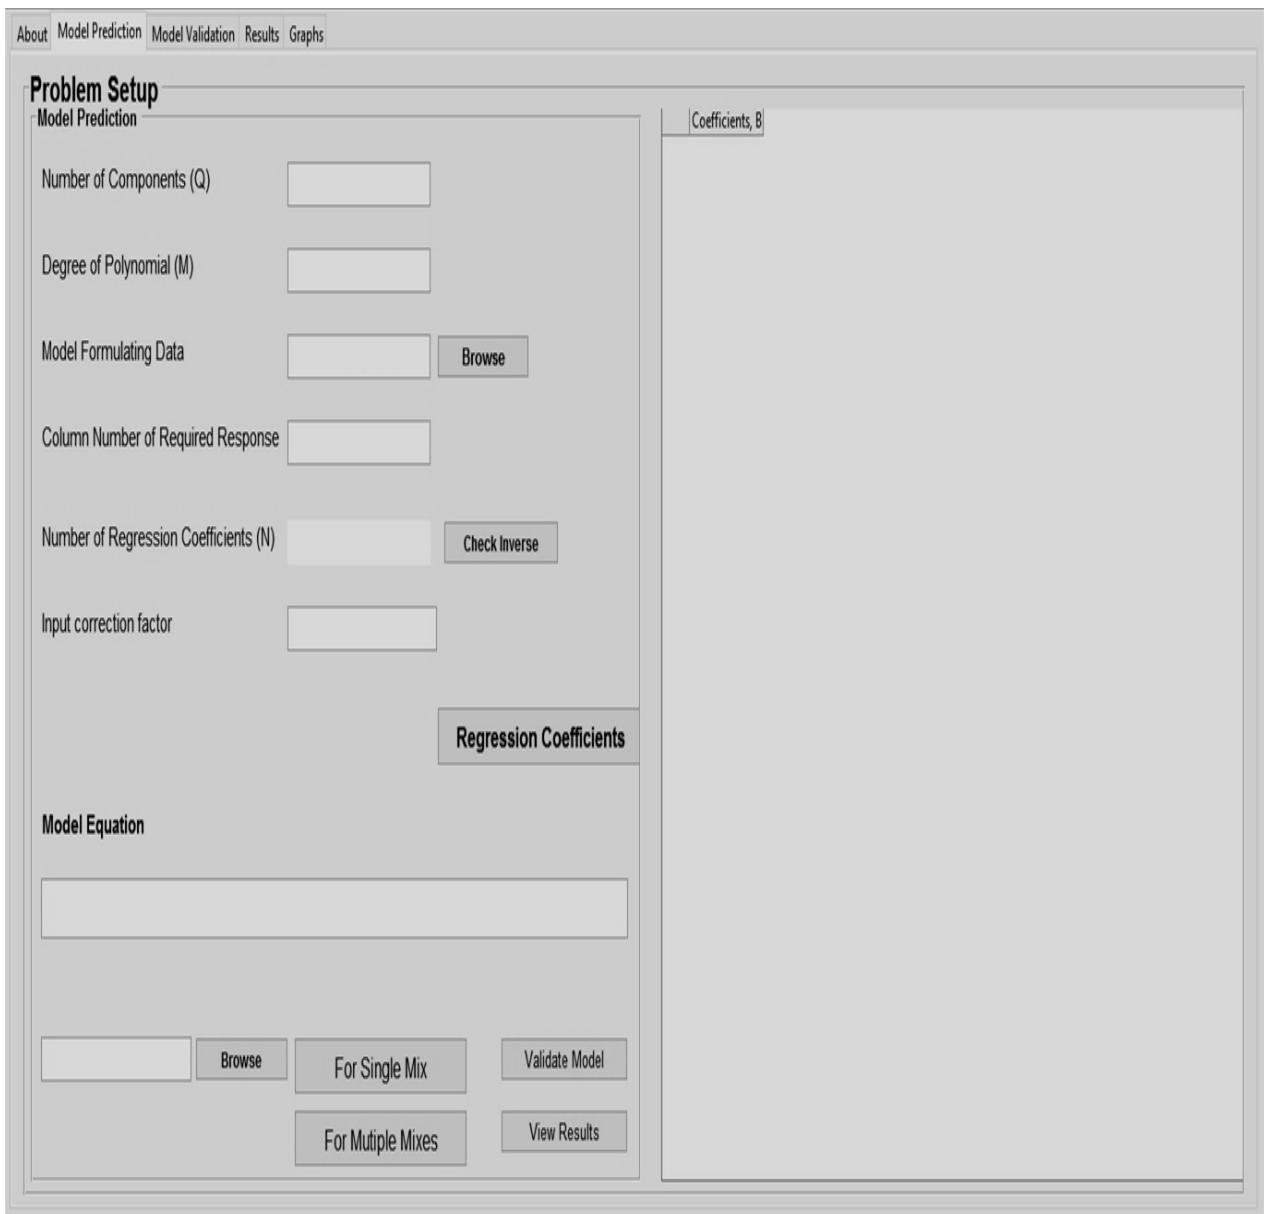 About Model Prediction Model Validation Results Graphs
Problem Setup
Model Prediction
Coefficients, B
Number of Components (Q)
Degree of Polynomial (M)
Model Formulating Data Browse
Column Number of Required Response
Number of Regression Coefficients (N) Check Inverse
Input correction factor
Regression Coefficients
Model Equation
Browse For Single Mix Validate Model
For Mutiple Mixes View Results